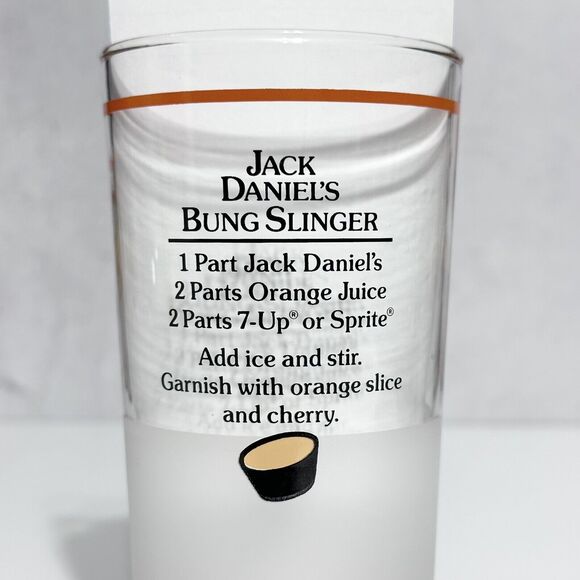 JACK
DANIEL'S
BUNG SLINGER
1 Part Jack Daniel's
2 Parts Orange Juice
2 Parts 7-Up® or Sprite®
Add ice and stir.
Garnish with orange slice
and cherry.